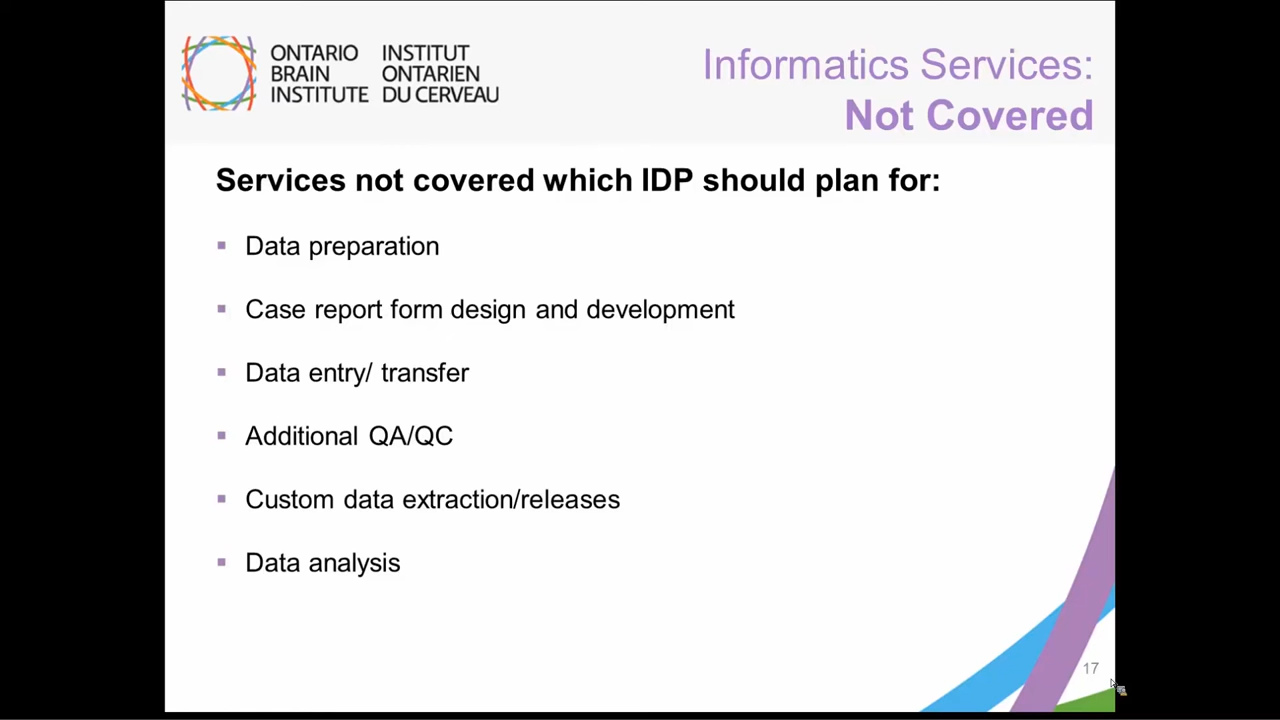 ONTARIO BRAIN INSTITUTE
INSTITUT ONTARIEN DU CERVEAU
Informatics Services:
Not Covered
Services not covered which IDP should plan for:
Data preparation
Case report form design and development
Data entry/ transfer
Additional QA/QC
Custom data extraction/releases
Data analysis
17